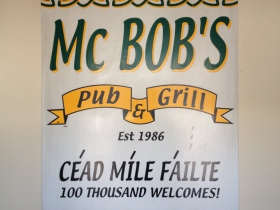 Mc BOB'S
Pub & Grill
Est 1986
CÉAD MÍLE FÁILTE
100 THOUSAND WELCOMES!